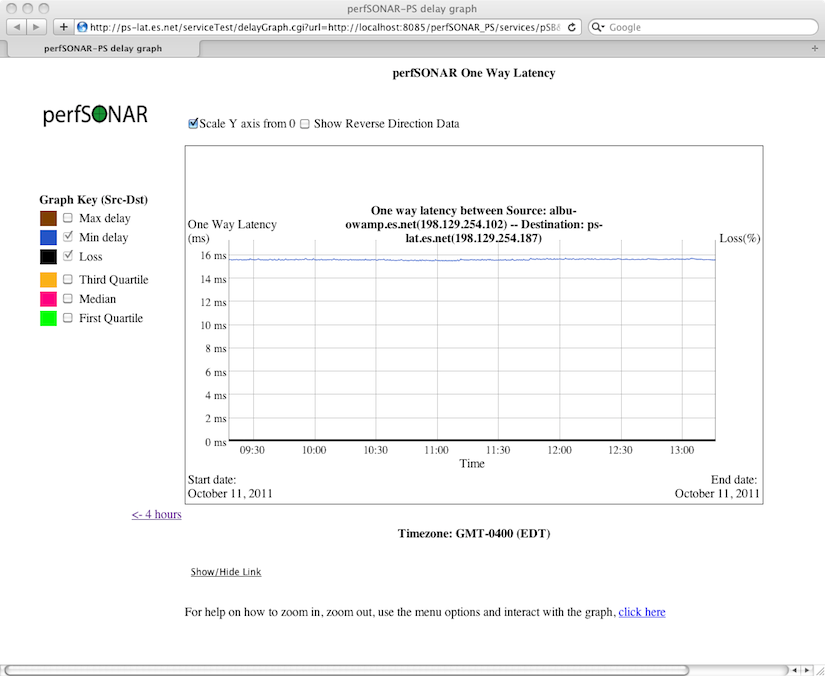 perfSONAR-PS delay graph
http://ps-lat.es.net/serviceTest/delayGraph.cgi?url=http://localhost:8085/perfSONAR_PS/services/pSB
Google
perfSONAR-PS delay graph
perfSONAR One Way Latency
perfSONAR
Scale Y axis from 0 Show Reverse Direction Data
Graph Key (Src-Dst)
Max delay
Min delay
Loss
Third Quartile
Median
First Quartile
One way latency between Source: albu-
owamp.es.net(198.129.254.102) -- Destination: ps-
lat.es.net(198.129.254.187)
One Way Latency
(ms)
Loss(%)
16 ms
14 ms
12 ms
10 ms
8 ms
6 ms
4 ms
2 ms
0 ms
09:30 10:00 10:30 11:00 11:30 12:00 12:30 13:00
Time
Start date: End date:
October 11, 2011 October 11, 2011
<- 4 hours
Timezone: GMT-0400 (EDT)
Show/Hide Link
For help on how to zoom in, zoom out, use the menu options and interact with the graph, click here